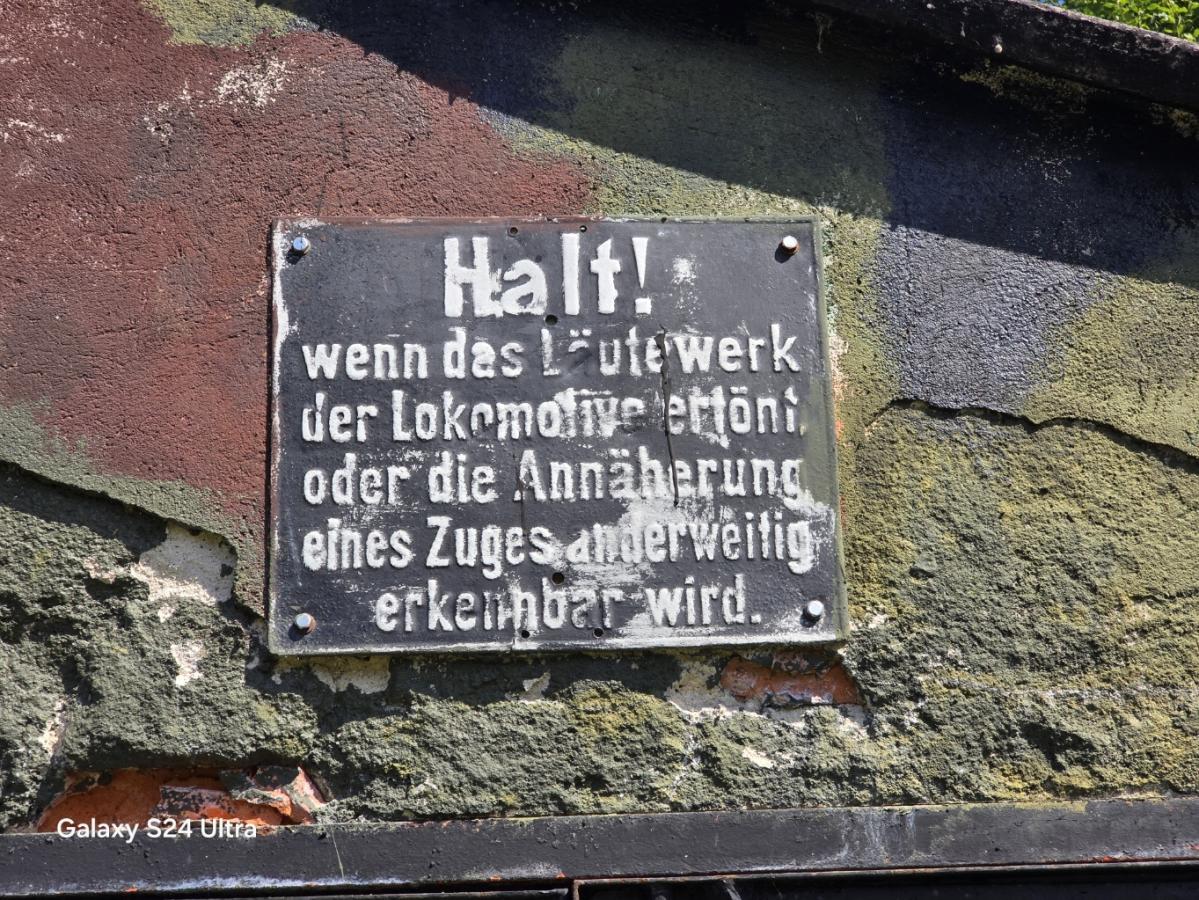 Halt!
wenn das Läutewerk
der Lokomotive ertönt
oder die Annäherung
eines Zuges anderweitig
erkennbar wird.
Galaxy S24 Ultra